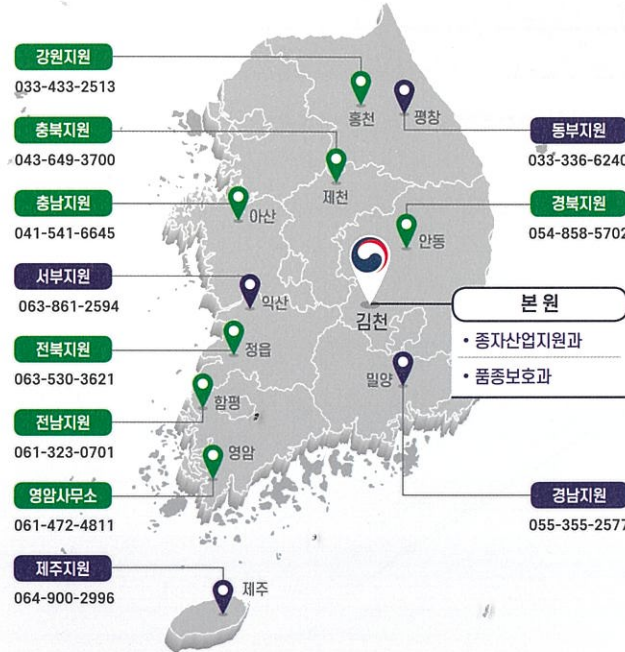 강원지원
033-433-2513
홍천
평창
충북지원
043-649-3700
동부지원
033-336-6240
제천
충남지원
041-541-6645
아산
경북지원
054-858-5702
안동
서부지원
063-861-2594
익산
김천
본 원
• 종자산업지원과
• 품종보호과
전북지원
063-530-3621
정읍
밀양
전남지원
061-323-0701
함평
영암사무소
061-472-4811
영암
경남지원
055-355-2577
제주지원
064-900-2996
제주